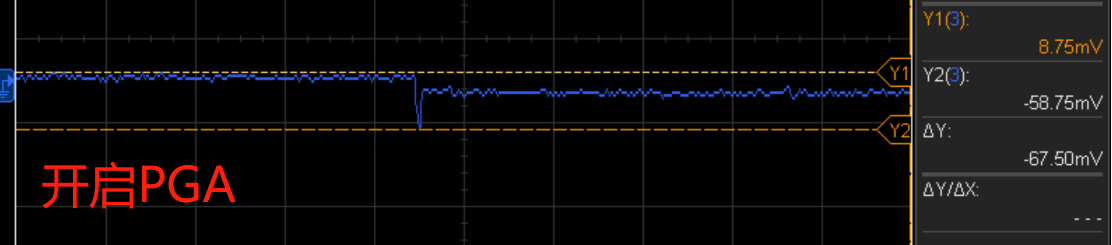 Y1(3):
8.75mV
Y1
Y2(3):
-58.75mV
Y2
ΔY:
-67.50mV
开启PGA
ΔY/ΔX:
---